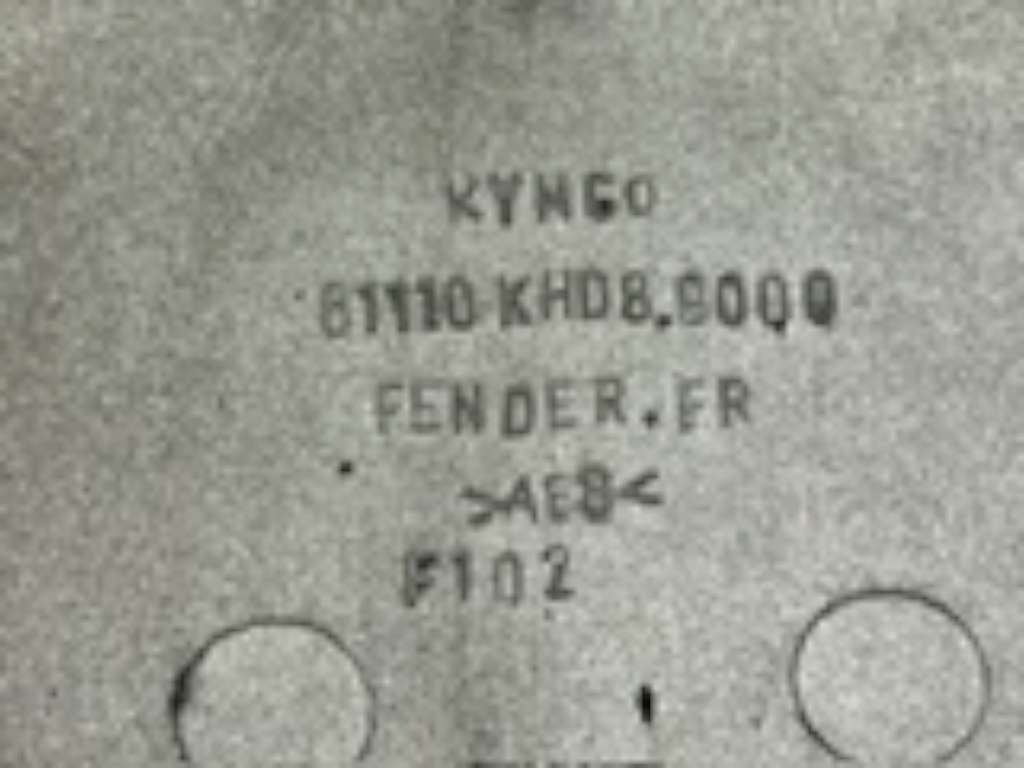 KYMCO
61110 KHD8.9000
FENDER.FR
>AES<
F102